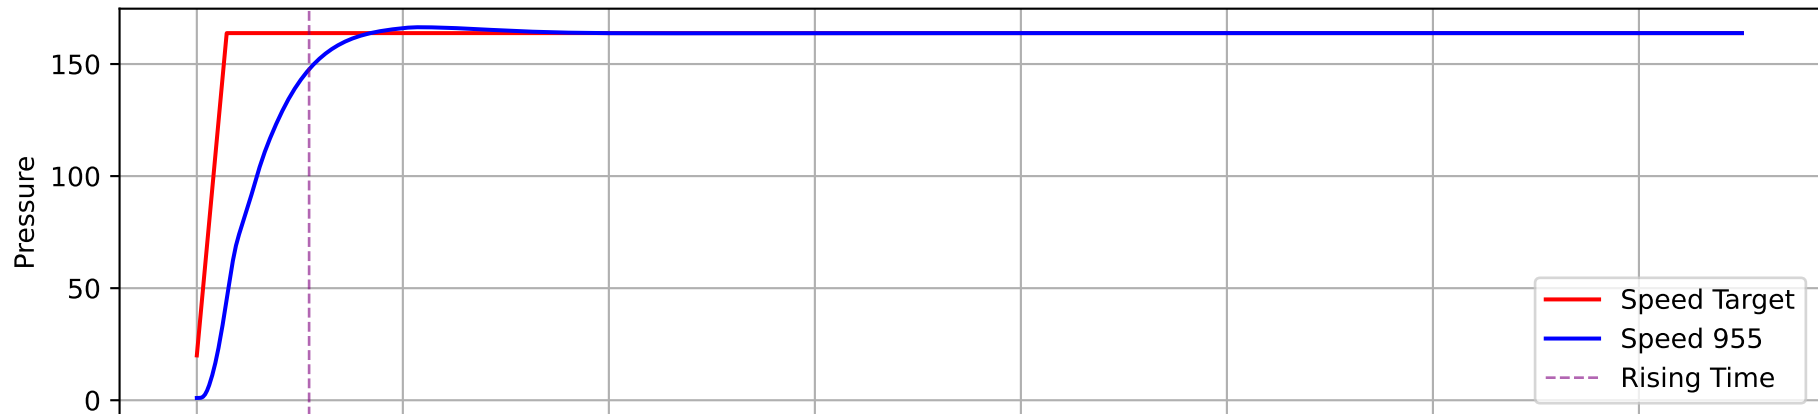 Pressure
150
100
50
0
Speed Target
Speed 955
Rising Time